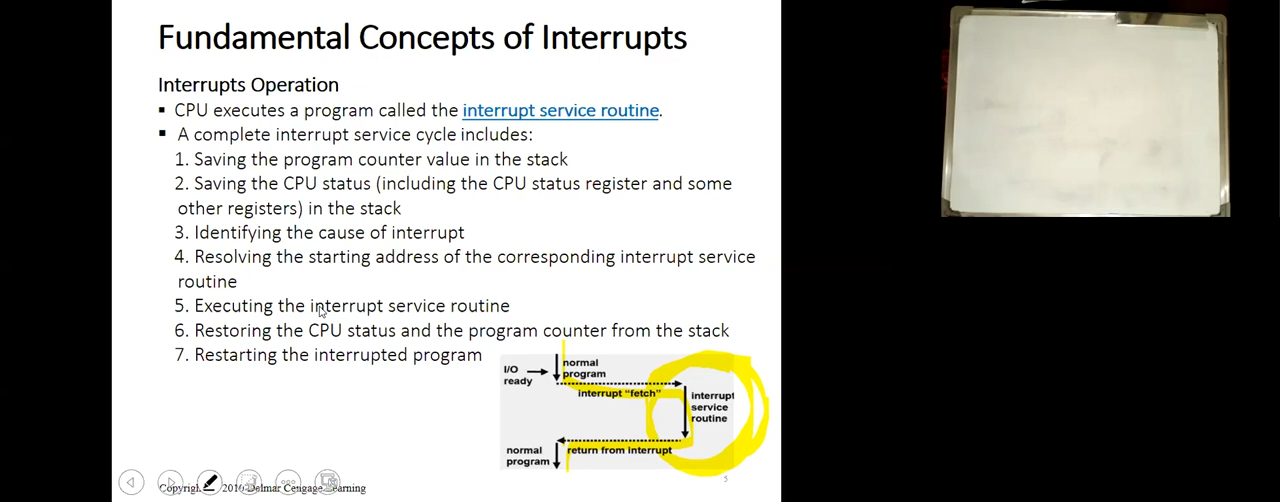 Fundamental Concepts of Interrupts
Interrupts Operation
▪ CPU executes a program called the interrupt service routine.
▪ A complete interrupt service cycle includes:
1. Saving the program counter value in the stack
2. Saving the CPU status (including the CPU status register and some
other registers) in the stack
3. Identifying the cause of interrupt
4. Resolving the starting address of the corresponding interrupt service
routine
5. Executing the interrupt service routine
6. Restoring the CPU status and the program counter from the stack
7. Restarting the interrupted program
I/O
ready
normal
program
interrupt "fetch"
interrupt
service
routine
return from interrupt
normal
program
5
Delmar Cengage Learning